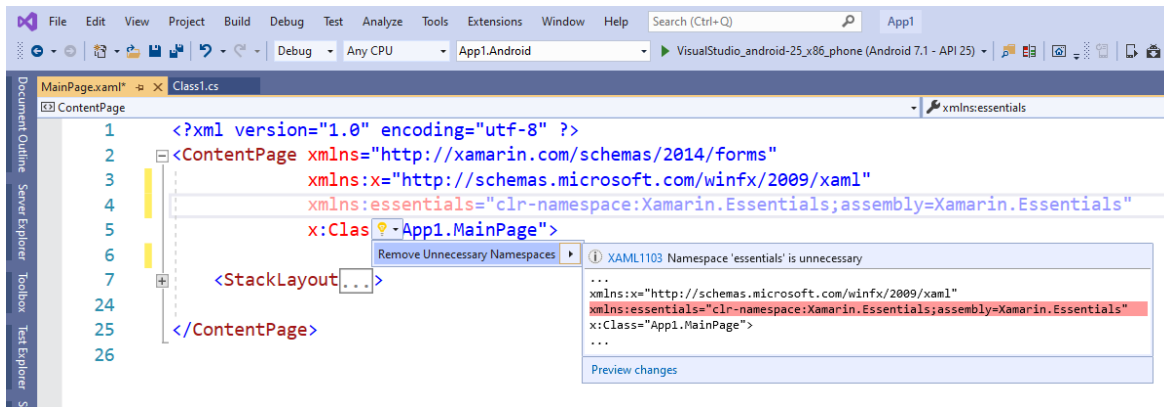 File Edit View Project Build Debug Test Analyze Tools Extensions Window Help Search (Ctrl+Q) App1
Debug Any CPU App1.Android VisualStudio_android-25_x86_phone (Android 7.1 - API 25)
MainPage.xaml* Class1.cs
ContentPage xmlns:essentials
Document Outline
Server Explorer
Toolbox
Test Explorer
1 <?xml version="1.0" encoding="utf-8" ?>
2 <ContentPage xmlns="http://xamarin.com/schemas/2014/forms"
3 xmlns:x="http://schemas.microsoft.com/winfx/2009/xaml"
4 xmlns:essentials="clr-namespace:Xamarin.Essentials;assembly=Xamarin.Essentials"
5 x:Clas App1.MainPage">
6
7 <StackLayout...>
24
25 </ContentPage>
26
Remove Unnecessary Namespaces
XAML1103 Namespace 'essentials' is unnecessary
...
xmlns:x="http://schemas.microsoft.com/winfx/2009/xaml"
xmlns:essentials="clr-namespace:Xamarin.Essentials;assembly=Xamarin.Essentials"
x:Class="App1.MainPage">
...
Preview changes